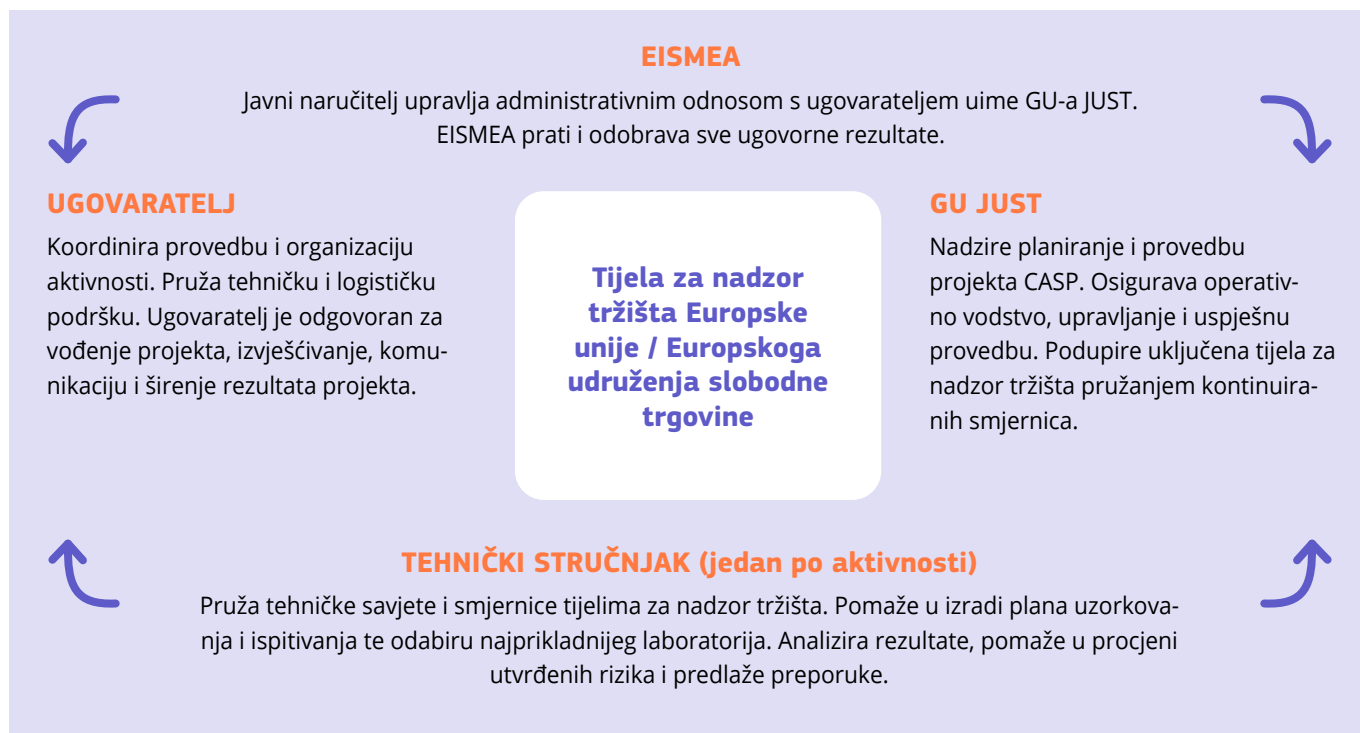 EISMEA
Javni naručitelj upravlja administrativnim odnosom s ugovarateljem uime GU-a JUST.
EISMEA prati i odobrava sve ugovorne rezultate.
UGOVARATELJ
Koordinira provedbu i organizaciju
aktivnosti. Pruža tehničku i logističku
podršku. Ugovaratelj je odgovoran za
vođenje projekta, izvješćivanje, komu-
nikaciju i širenje rezultata projekta.
Tijela za nadzor
tržišta Europske
unije / Europskoga
udruženja slobodne
trgovine
GU JUST
Nadzire planiranje i provedbu
projekta CASP. Osigurava operativ-
no vodstvo, upravljanje i uspješnu
provedbu. Podupire uključena tijela za
nadzor tržišta pružanjem kontinuira-
nih smjernica.
TEHNIČKI STRUČNJAK (jedan po aktivnosti)
Pruža tehničke savjete i smjernice tijelima za nadzor tržišta. Pomaže u izradi plana uzorkova-
nja i ispitivanja te odabiru najprikladnijeg laboratorija. Analizira rezultate, pomaže u procjeni
utvrđenih rizika i predlaže preporuke.